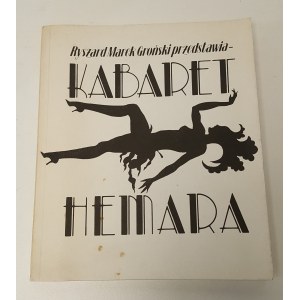 Ryszard Marek Groński przedstawia-
KABARET
HEMARA